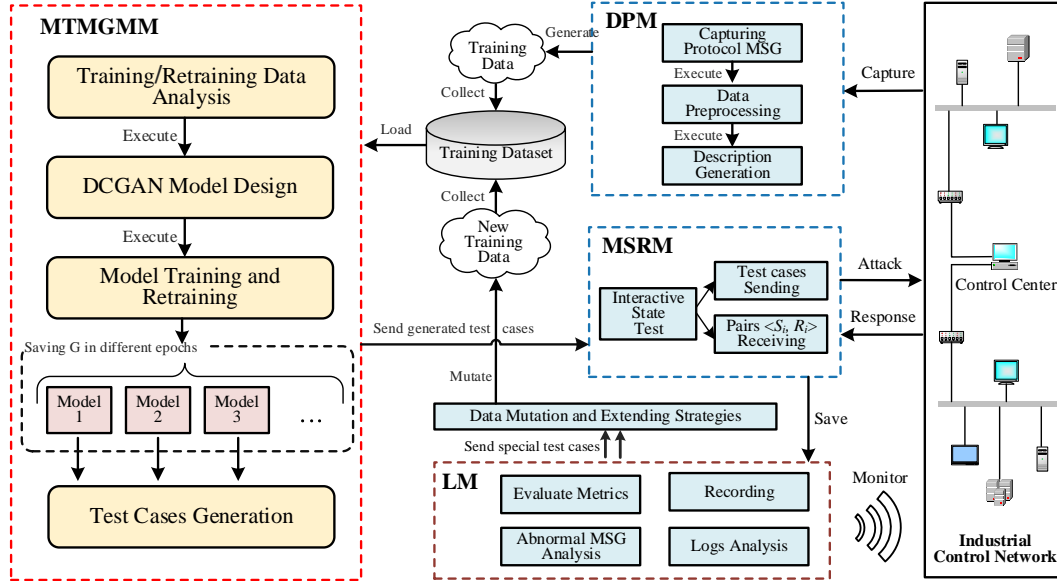 MTMGMM
Training/Retraining Data
Analysis
Execute
DCGAN Model Design
Execute
Model Training and
Retraining
Saving G in different epochs
Model
1
Model
2
Model
3
...
Test Cases Generation
Training
Data
Generate
Collect
Load
Training Dataset
Collect
New
Training
Data
Send generated test cases
Mutate
Data Mutation and Extending Strategies
Send special test cases
DPM
Capturing
Protocol MSG
Execute
Data
Preprocessing
Execute
Description
Generation
Capture
MSRM
Interactive
State
Test
Test cases
Sending
Pairs <Si, Ri>
Receiving
Attack
Response
Save
LM
Evaluate Metrics
Recording
Abnormal MSG
Analysis
Logs Analysis
Monitor
Control Center
Industrial
Control Network